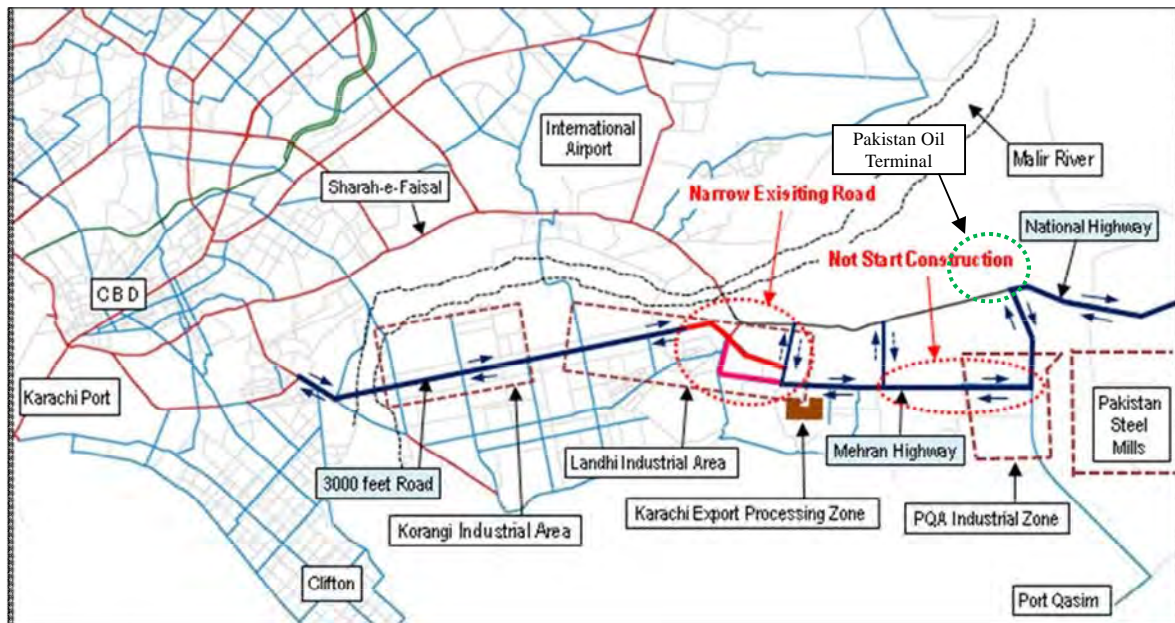 International
Airport
Pakistan Oil
Terminal
Malir River
Sharah-e-Faisal
Narrow Exisiting Road
National Highway
Not Start Construction
CBD
Karachi Port
3000 feet Road
Landhi Industrial Area
Mehran Highway
Pakistan
Steel
Mills
Korangi Industrial Area
Karachi Export Processing Zone
PQA Industrial Zone
Clifton
Port Qasim